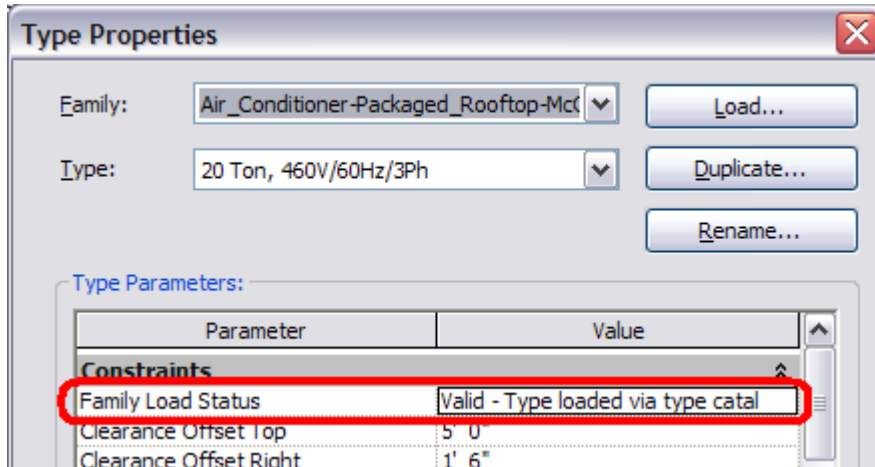 Type Properties
Family: Air_Conditioner-Packaged_Rooftop-Mc Load...
Type: 20 Ton, 460V/60Hz/3Ph Duplicate...
Rename...
Type Parameters:
Parameter Value
Constraints
Family Load Status Valid - Type loaded via type catal
Clearance Offset Top 5' 0"
Clearance Offset Right 1' 6"